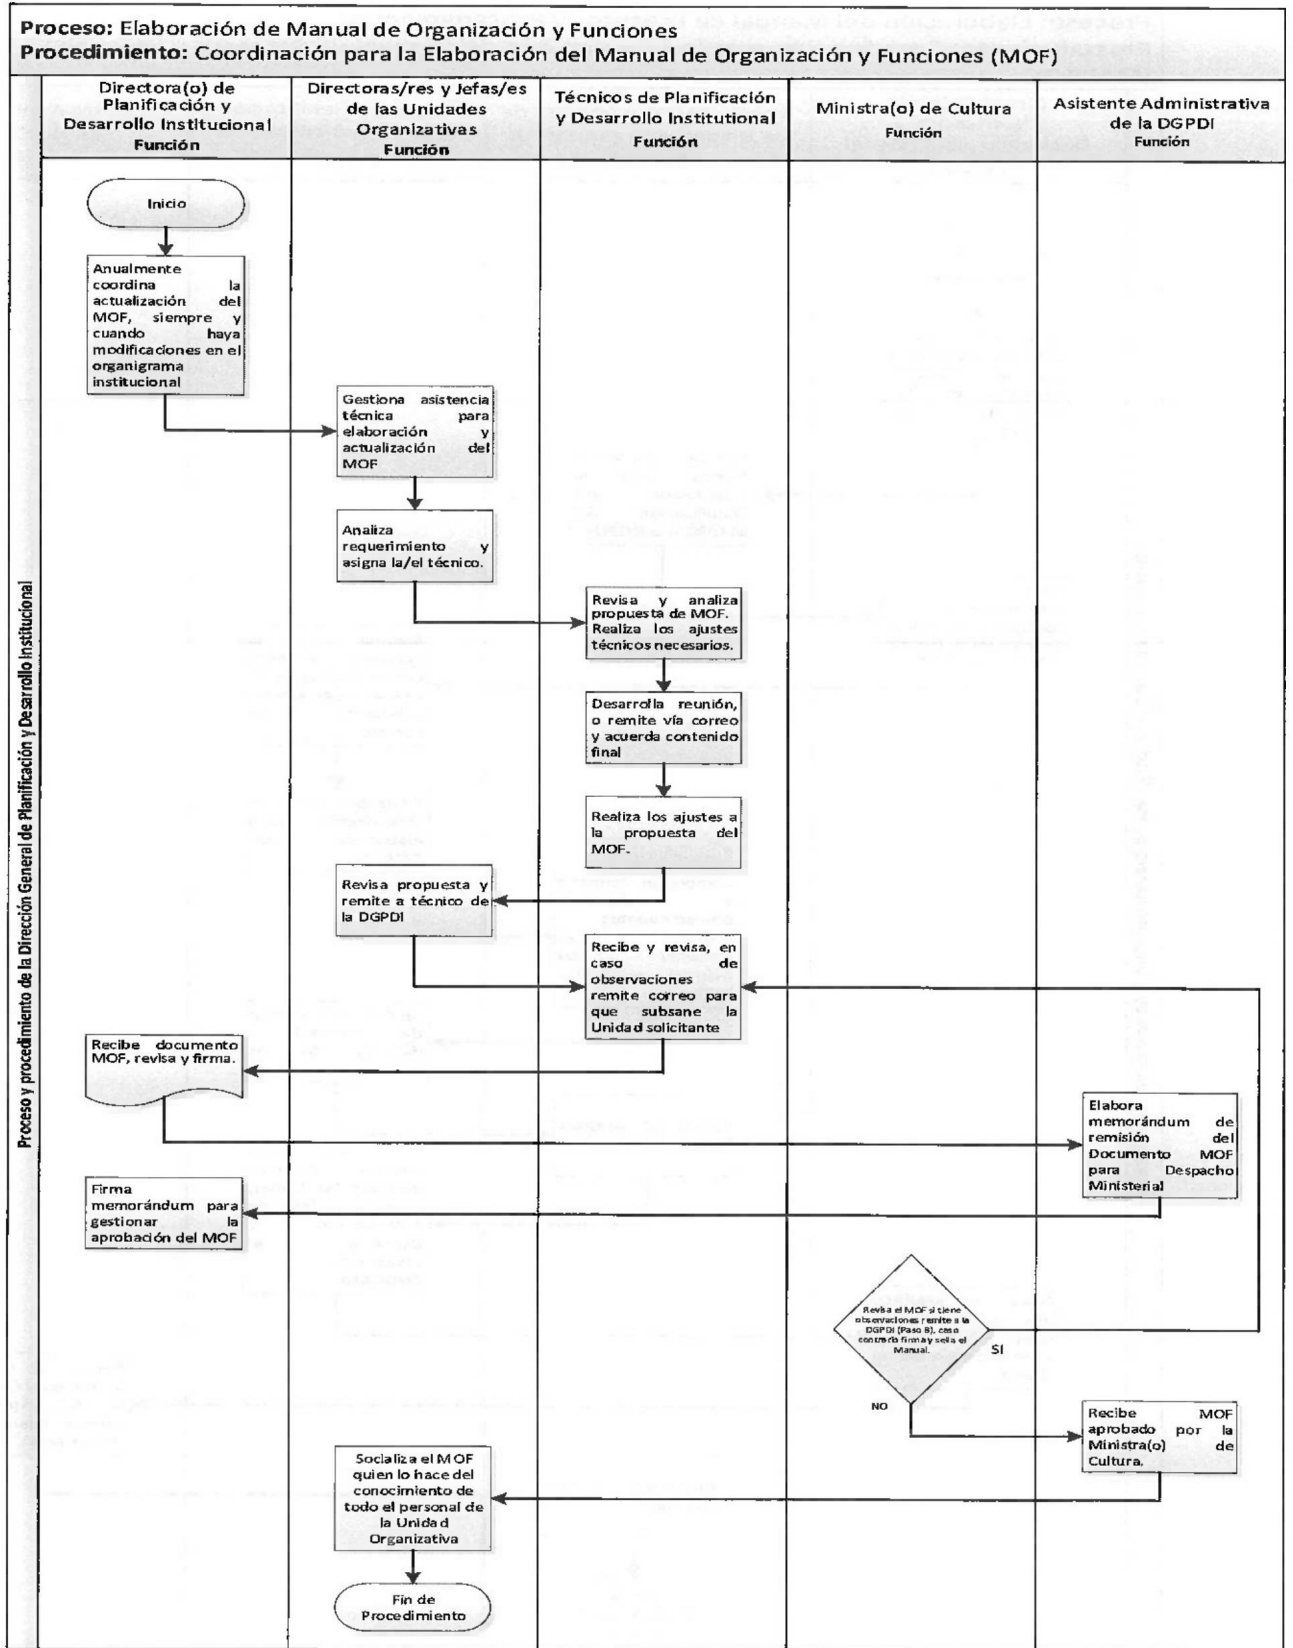 Proceso: Elaboración de Manual de Organización y Funciones
Procedimiento: Coordinación para la Elaboración del Manual de Organización y Funciones (MOF)
Directora(o) de
Planificación y
Desarrollo Institucional
Función
Directoras/res y Jefas/es
de las Unidades
Organizativas
Función
Técnicos de Planificación
y Desarrollo Institutional
Función
Ministra(o) de Cultura
Función
Asistente Administrativa
de la DGPDI
Función
Proceso y procedimiento de la Dirección General de Planificación y Desarrollo Institucional
Inicio
Anualmente
coordina la
actualización del
MOF, siempre y
cuando haya
modificaciones en el
organigrama
institucional
Gestiona asistencia
técnica para
elaboración y
actualización del
MOF
Analiza
requerimiento y
asigna la/el técnico.
Revisa y analiza
propuesta de MOF.
Realiza los ajustes
técnicos necesarios.
Desarrolla reunión,
o remite vía correo
y acuerda contenido
final
Realiza los ajustes a
la propuesta del
MOF.
Revisa propuesta y
remite a técnico de
la DGPDI
Recibe y revisa, en
caso de
observaciones
remite correo para
que subsane la
Unidad solicitante
Recibe documento
MOF, revisa y firma.
Elabora
memorándum de
remisión del
Documento MOF
para Despacho
Ministerial
Firma
memorándum para
gestionar la
aprobación del MOF
Revisa el MOF si tiene
observaciones remite a la
DGPDI (Paso 8), caso
contrario firma y sella el
Manual.
SI
NO
Recibe MOF
aprobado por la
Ministra(o) de
Cultura.
Socializa el MOF
quien lo hace del
conocimiento de
todo el personal de
la Unidad
Organizativa
Fin de
Procedimiento